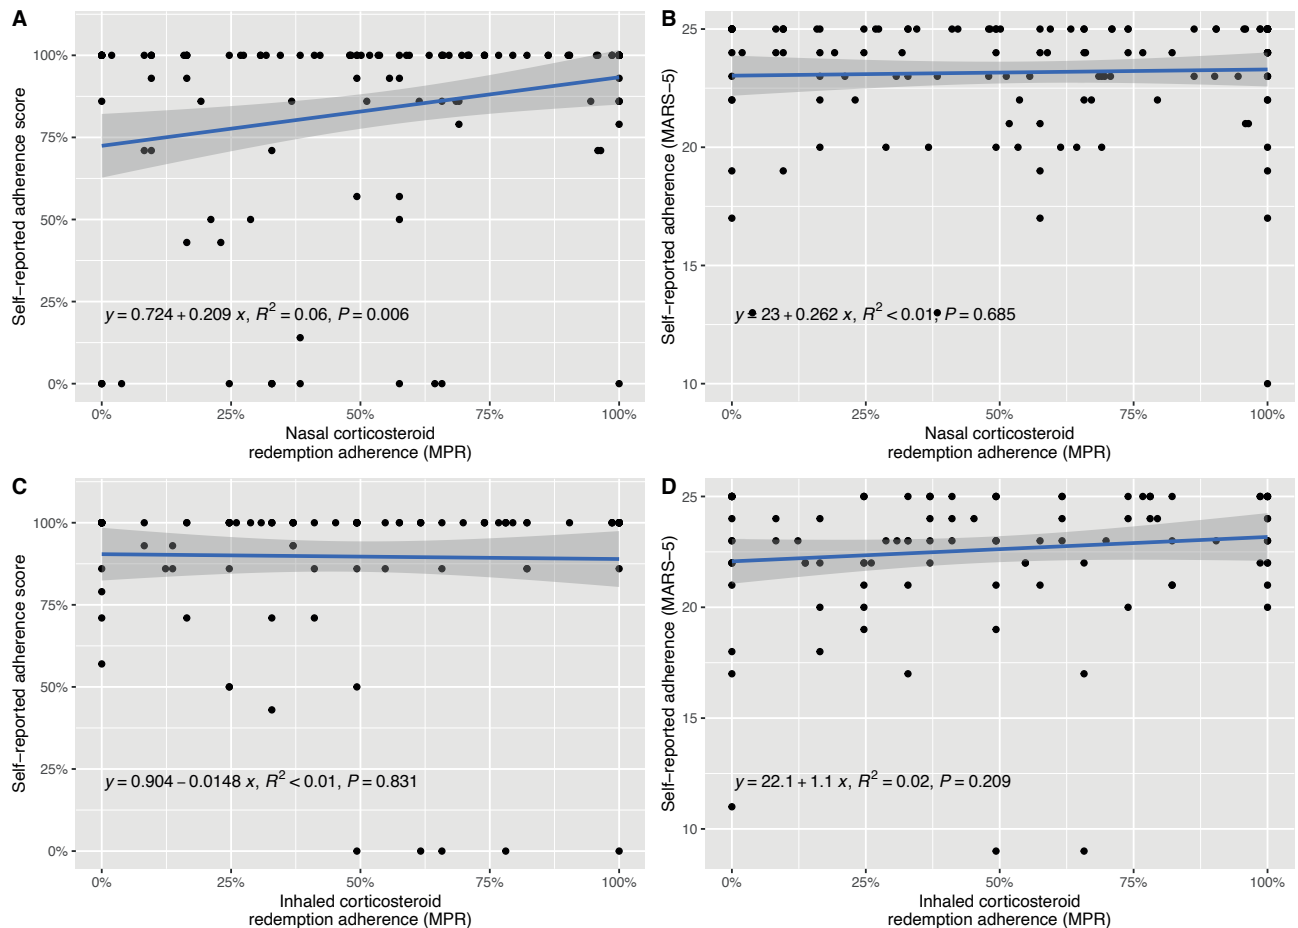 A
Self−reported adherence score
100%
75%
50%
25%
0%
y = 0.724 + 0.209 x, R² = 0.06, P = 0.006
0%
25%
50%
75%
100%
Nasal corticosteroid
redemption adherence (MPR)
B
Self−reported adherence (MARS−5)
25
20
15
10
y = 23 + 0.262 x, R² < 0.01, P = 0.685
0%
25%
50%
75%
100%
Nasal corticosteroid
redemption adherence (MPR)
C
Self−reported adherence score
100%
75%
50%
25%
0%
y = 0.904 − 0.0148 x, R² < 0.01, P = 0.831
0%
25%
50%
75%
100%
Inhaled corticosteroid
redemption adherence (MPR)
D
Self−reported adherence (MARS−5)
25
20
15
10
y = 22.1 + 1.1 x, R² = 0.02, P = 0.209
0%
25%
50%
75%
100%
Inhaled corticosteroid
redemption adherence (MPR)